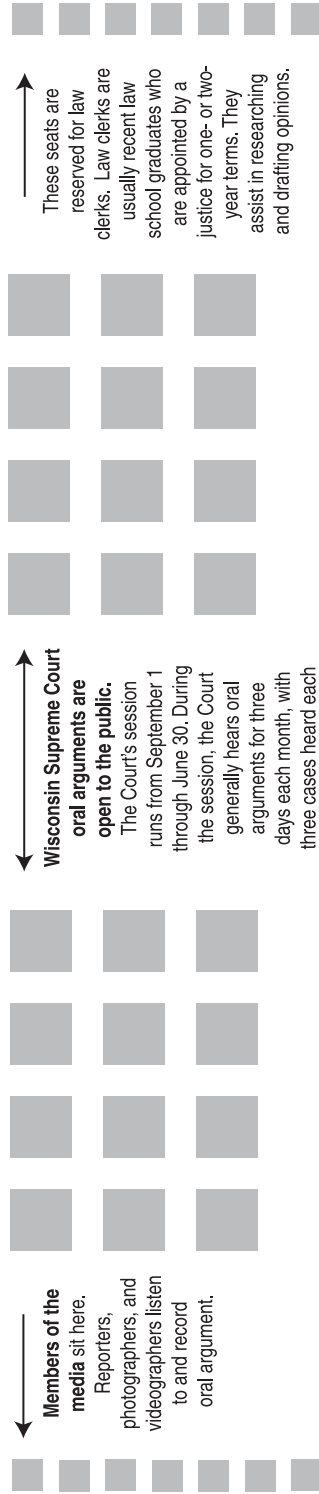 Members of the
media sit here.
Reporters,
photographers, and
videographers listen
to and record
oral argument.
Wisconsin Supreme Court
oral arguments are
open to the public.
The Court's session
runs from September 1
through June 30. During
the session, the Court
generally hears oral
arguments for three
days each month, with
three cases heard each
These seats are
reserved for law
clerks. Law clerks are
usually recent law
school graduates who
are appointed by a
justice for one- or two-
year terms. They
assist in researching
and drafting opinions.